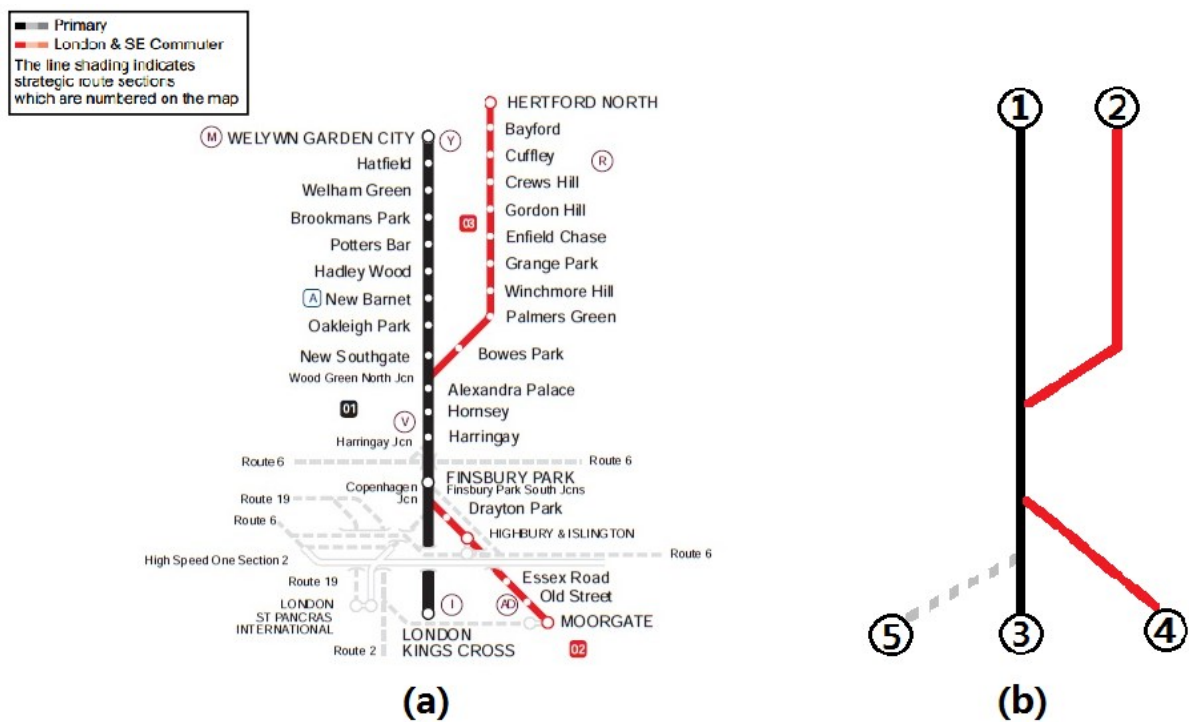 Primary
London & SE Commuter
The line shading indicates
strategic route sections
which are numbered on the map
HERTFORD NORTH
Bayford
M WELYWN GARDEN CITY Y
Cuffley
R
Hatfield
Crews Hill
Welham Green
Gordon Hill
Brookmans Park
03
Enfield Chase
Potters Bar
Grange Park
Hadley Wood
Winchmore Hill
A New Barnet
Palmers Green
Oakleigh Park
Bowes Park
New Southgate
Wood Green North Jcn
Alexandra Palace
01
Hornsey
V
Harringay Jcn
Harringay
Route 6
Route 6
FINSBURY PARK
Copenhagen
Jcn
Finsbury Park South Jcns
Route 19
Drayton Park
Route 6
HIGHBURY & ISLINGTON
High Speed One Section 2
Route 6
Route 19
Essex Road
Old Street
LONDON
ST PANCRAS
INTERNATIONAL
I
AD
MOORGATE
LONDON
KINGS CROSS
Route 2
02
(a)
1
2
3
4
5
(b)